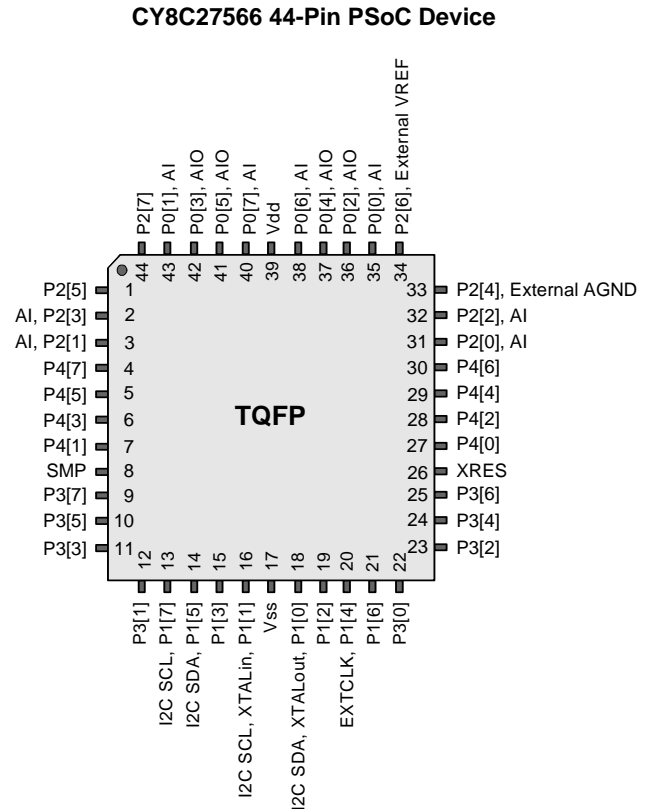 CY8C27566 44-Pin PSoC Device
P2[7]
P0[1], AI
P0[3], AIO
P0[5], AIO
P0[7], AI
Vdd
P0[6], AI
P0[4], AIO
P0[2], AIO
P0[0], AI
P2[6], External VREF
44
43
42
41
40
39
38
37
36
35
34
P2[5] 1
AI, P2[3] 2
AI, P2[1] 3
P4[7] 4
P4[5] 5
P4[3] 6
P4[1] 7
SMP 8
P3[7] 9
P3[5] 10
P3[3] 11
TQFP
33 P2[4], External AGND
32 P2[2], AI
31 P2[0], AI
30 P4[6]
29 P4[4]
28 P4[2]
27 P4[0]
26 XRES
25 P3[6]
24 P3[4]
23 P3[2]
12
13
14
15
16
17
18
19
20
21
22
P3[1]
I2C SCL, P1[7]
I2C SDA, P1[5]
P1[3]
I2C SCL, XTALin, P1[1]
Vss
I2C SDA, XTALout, P1[0]
P1[2]
EXTCLK, P1[4]
P1[6]
P3[0]